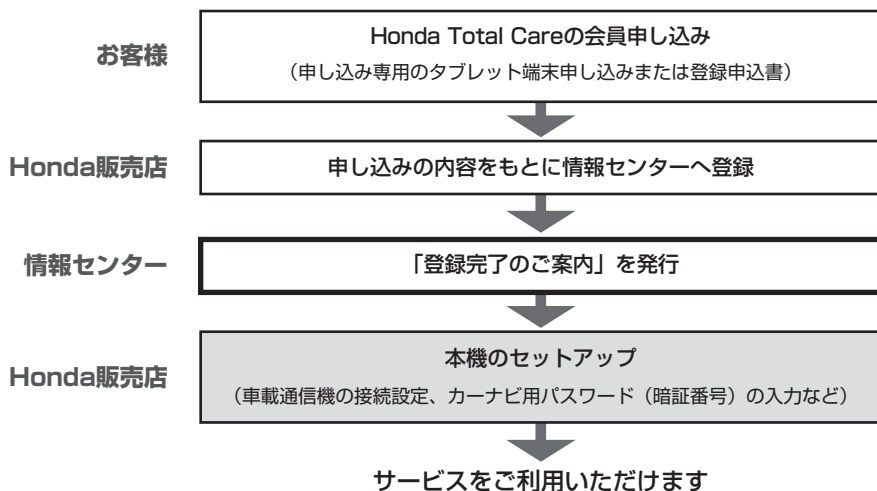 お客様
Honda Total Careの会員申し込み
（申し込み専用のタブレット端末申し込みまたは登録申込書）
Honda販売店
申し込みの内容をもとに情報センターへ登録
情報センター
「登録完了のご案内」を発行
Honda販売店
本機のセットアップ
（車載通信機の接続設定、カーナビ用パスワード（暗証番号）の入力など）
サービスをご利用いただけます